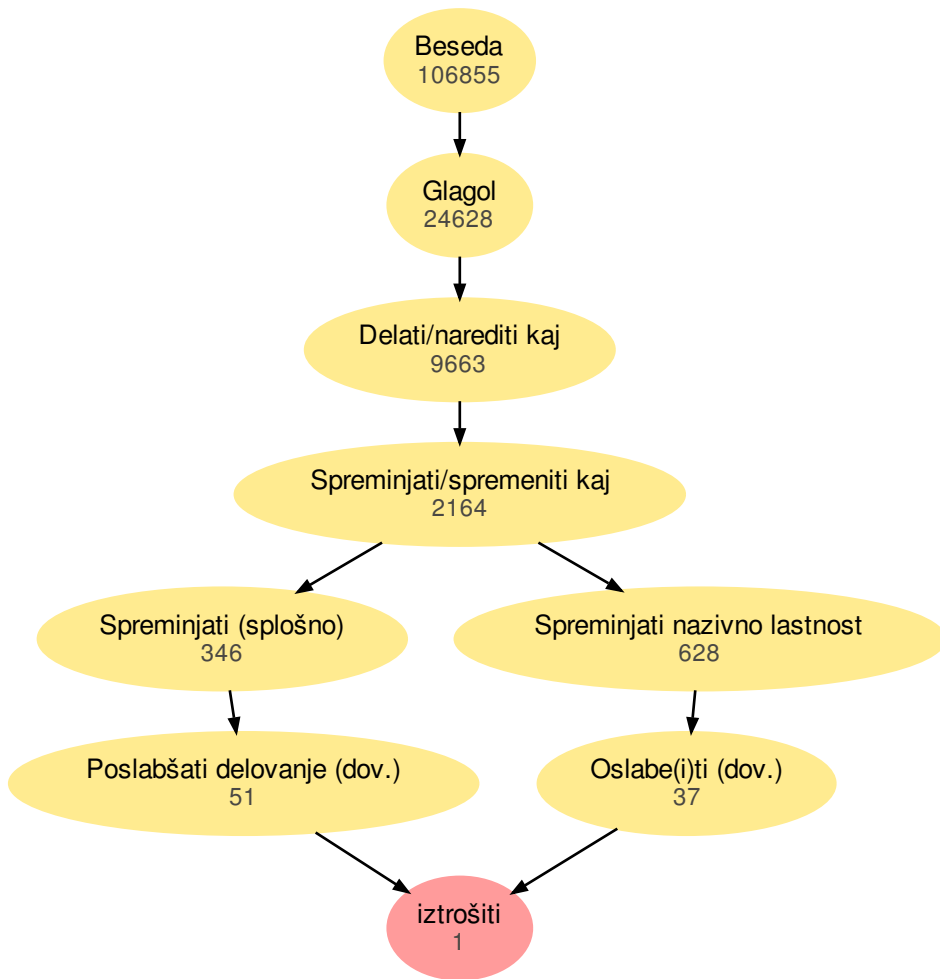 Beseda
106855
Glagol
24628
Delati/narediti kaj
9663
Spreminjati/spremeniti kaj
2164
Spreminjati (splošno)
346
Spreminjati nazivno lastnost
628
Poslabšati delovanje (dov.)
51
Oslabe(i)ti (dov.)
37
iztrošiti
1